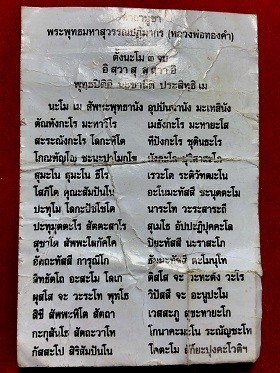 คาถาบูชา
พระพุทธมหาสุวรรณปฏิมากร (หลวงพ่อทองคำ)
ตั้งนะโม ๓ จบ
อิ สฺวา สุ สุ สฺวา อิ
พุทธปิติอิ ประสิทธิ เม
นะโม เม สัพพะพุทธานัง อุปปันนานัง มะเหสินัง
ตัณหังกะโร มะหาวีโร เมธังกะโร มะหายะโส
สะระณังกะโร โลกะหิโต ทีปังกะโร ชุตินธะโร
โกณฑัญโญ ชะนะปาโมกโข
สุมะโน สุมะโน ธีโร เรวะโต ระติวัฑฒะโน
โสภิโต คุณะสัมปันโน อะโนมะทัสสี ชะนุตตะโม
ปะทุโม โลกะปัชโชโต นาระโท วะระสาระถี
ปะทุมุตตะโร สัตตะสาโร สุเมโธ อัปปะฏิปุคคะโล
สุชาโต สัพพะโลกัคโค ปิยะทัสสี นะราสะโภ
อัตถะทัสสี การุณิโก ธัมมะทัสสี ตะโมนุโท
สิทธัตโถ อะสะโม โลเก ติสโส จะ วะทะตัง วะโร
ผุสโส จะ วะระโท พุทโธ วิปัสสี จะ อะนูปะโม
สิขี สัพพะหิโต สัตถา เวสสะภู สุขะทายะโก
กะกุสันโธ สัตถะวาโห โกนาคะมะโน ระณัญชะโห
กัสสะโป สิริสัมปันโน โคตะโม สักยะปุงคะโวติฯ